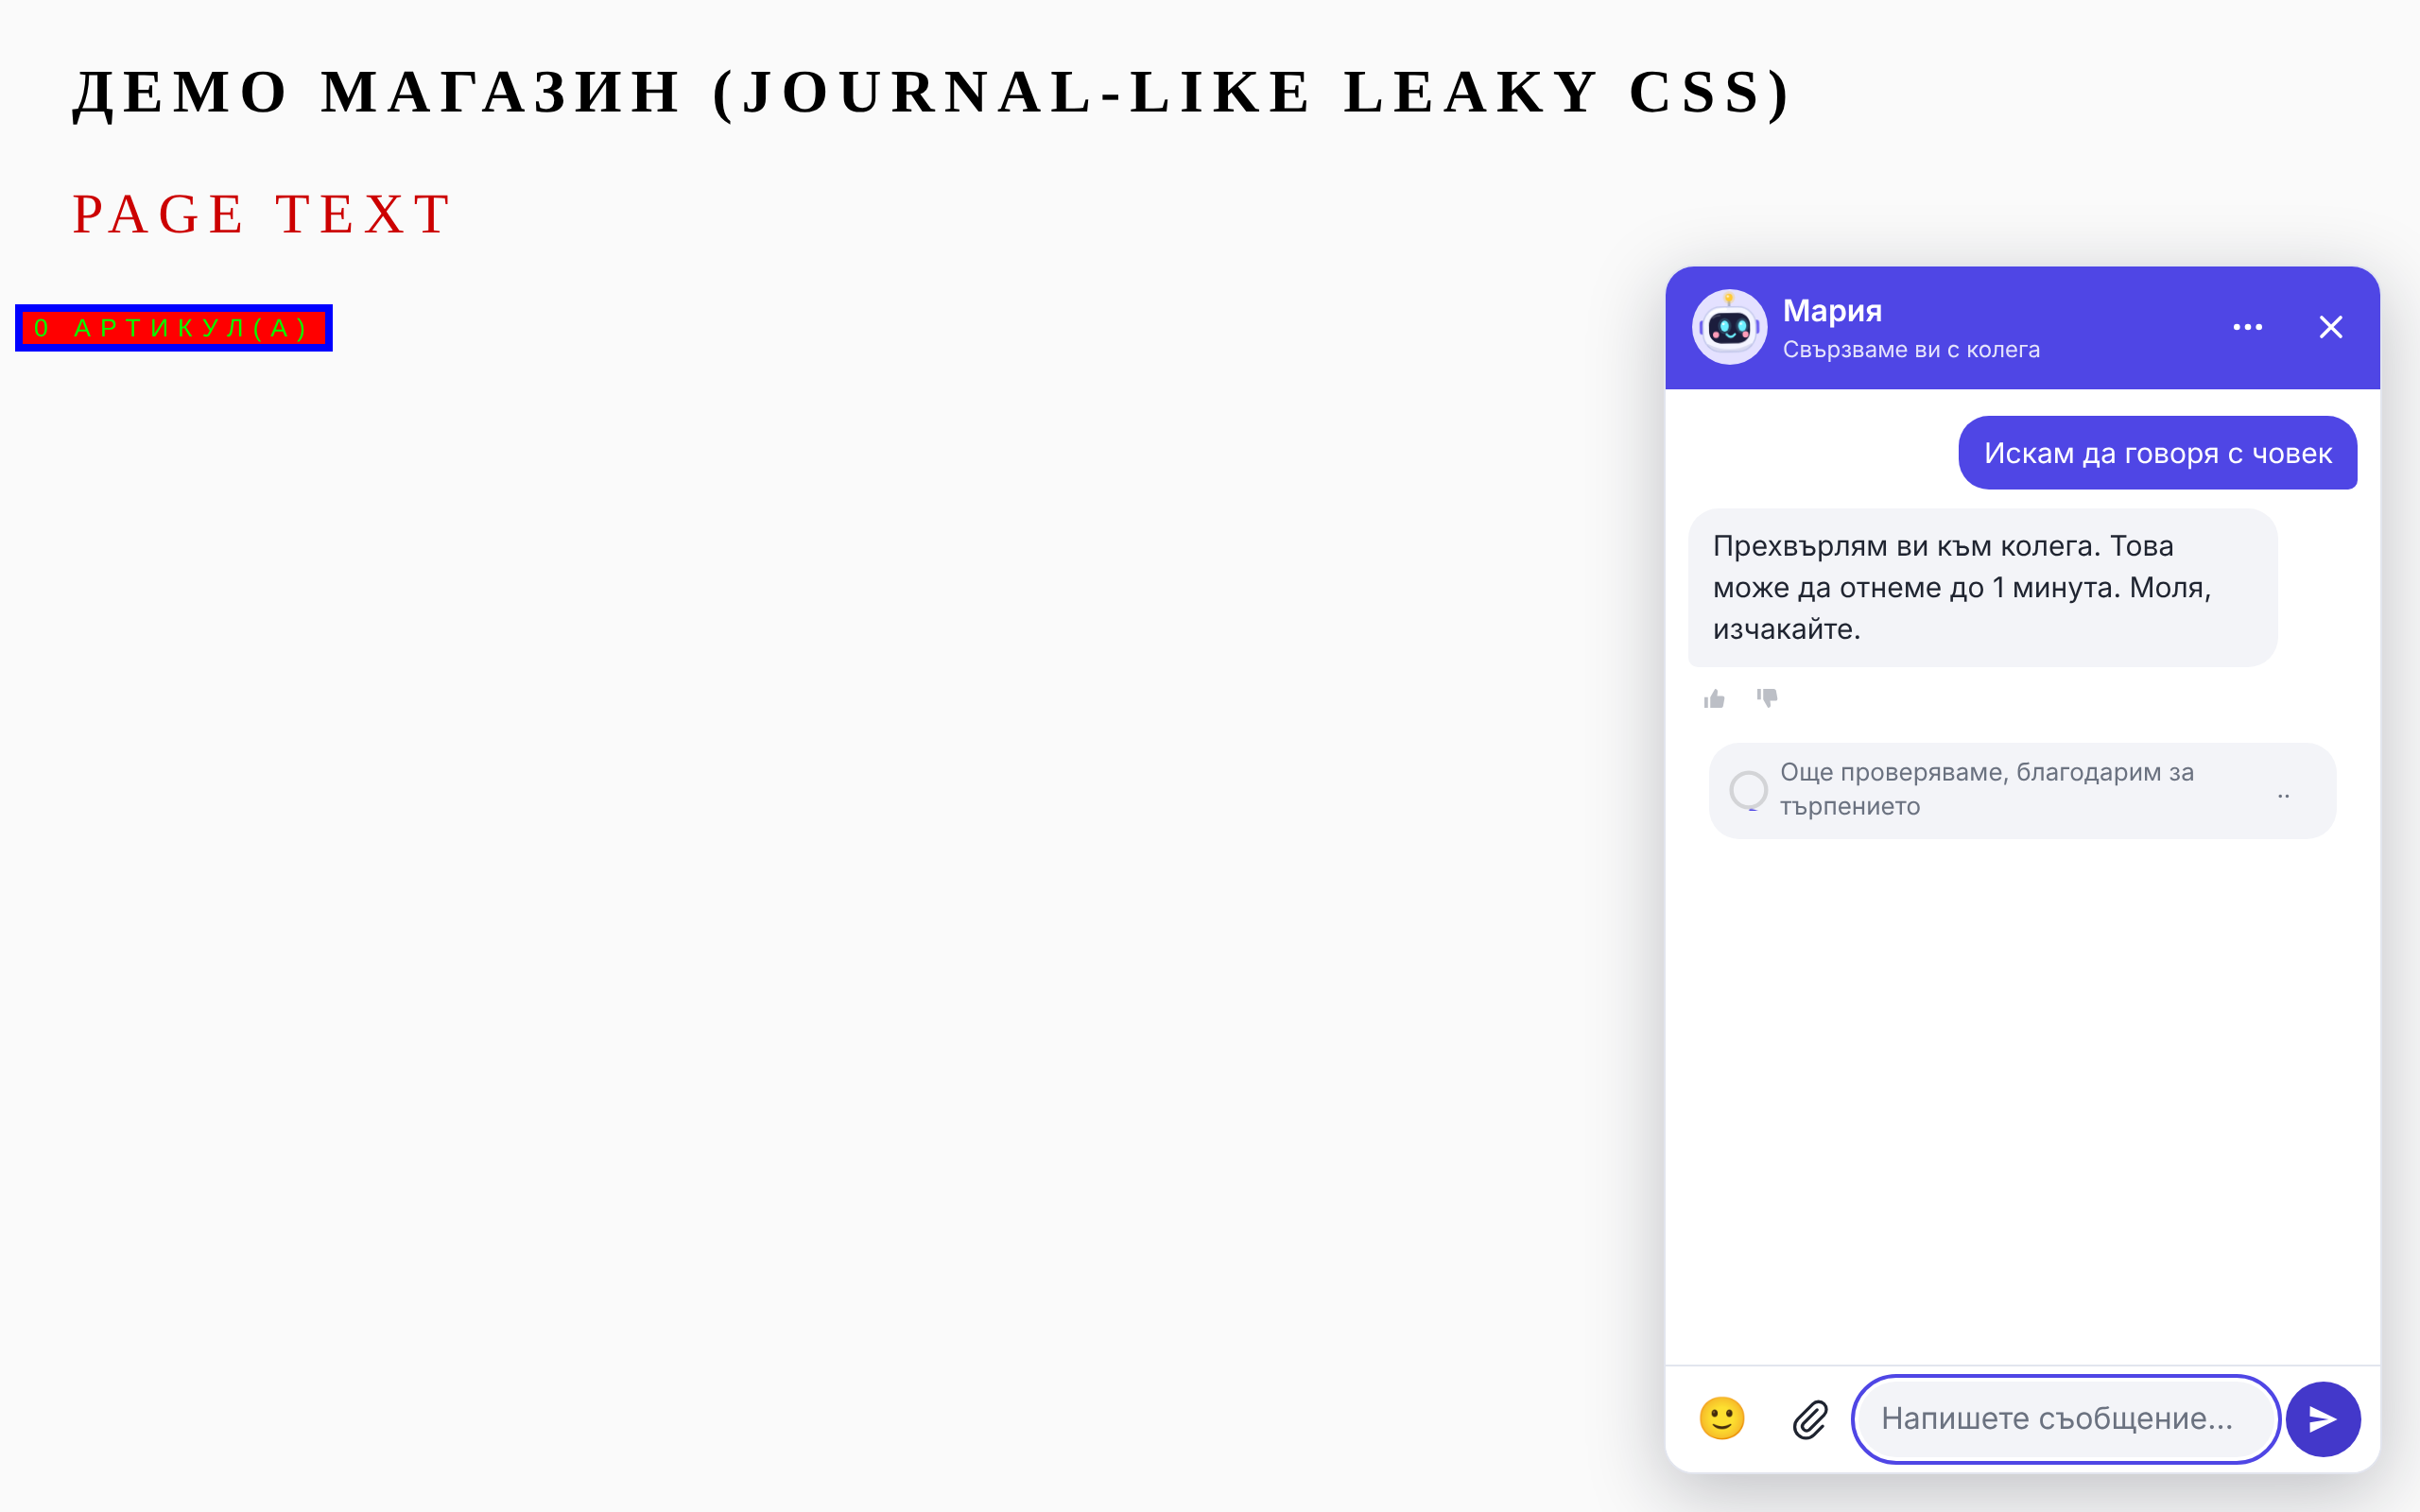 ДЕМО МАГАЗИН (JOURNAL-LIKE LEAKY CSS)
PAGE TEXT
0 АРТИКУЛ(А)
Мария
Свързваме ви с колега
Искам да говоря с човек
Прехвърлям ви към колега. Това
може да отнеме до 1 минута. Моля,
изчакайте.
Още проверяваме, благодарим за
търпението
..
Напишете съобщение...